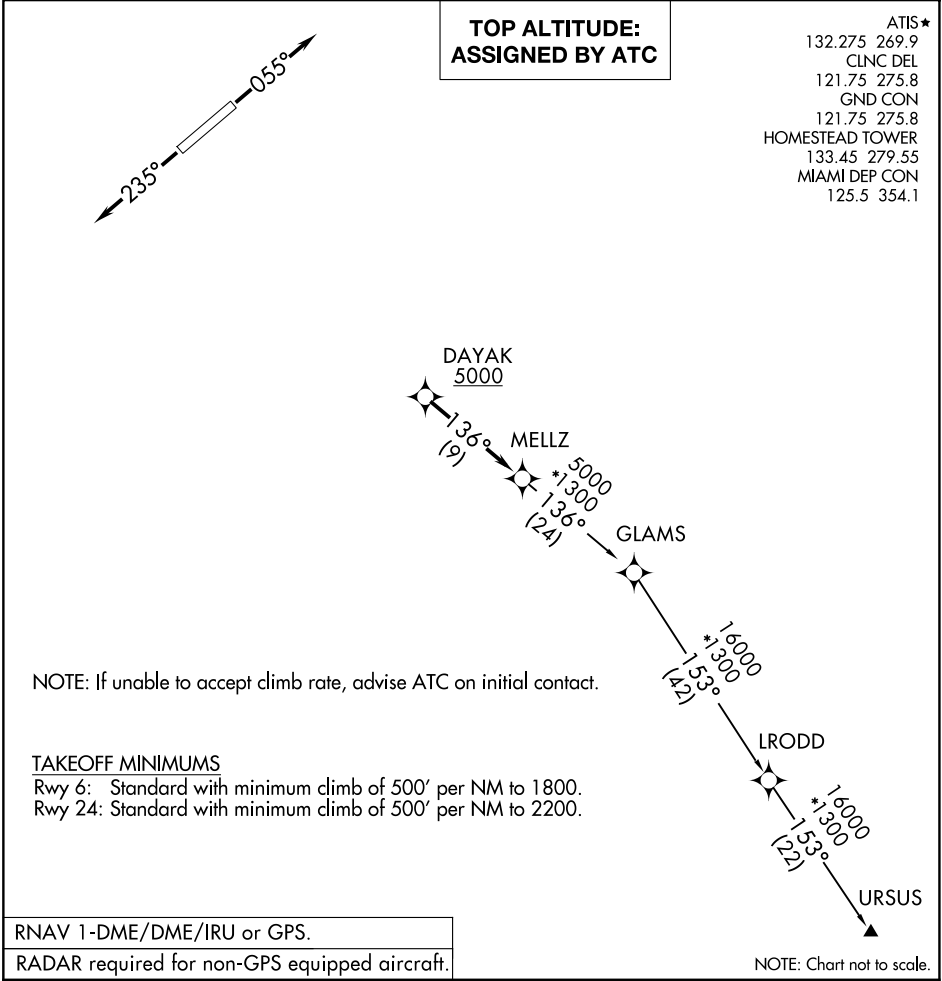 TOP ALTITUDE:
ASSIGNED BY ATC
ATIS★
132.275 269.9
CLNC DEL
121.75 275.8
GND CON
121.75 275.8
HOMESTEAD TOWER
133.45 279.55
MIAMI DEP CON
125.5 354.1
055°
235°
DAYAK
5000
136°
(9)
MELLZ
5000
*1300
136°
(24)
GLAMS
16000
*1300
153°
(42)
LRODD
16000
*1300
153°
(22)
URSUS
NOTE: If unable to accept climb rate, advise ATC on initial contact.
TAKEOFF MINIMUMS
Rwy 6: Standard with minimum climb of 500' per NM to 1800.
Rwy 24: Standard with minimum climb of 500' per NM to 2200.
RNAV 1-DME/DME/IRU or GPS.
RADAR required for non-GPS equipped aircraft.
NOTE: Chart not to scale.